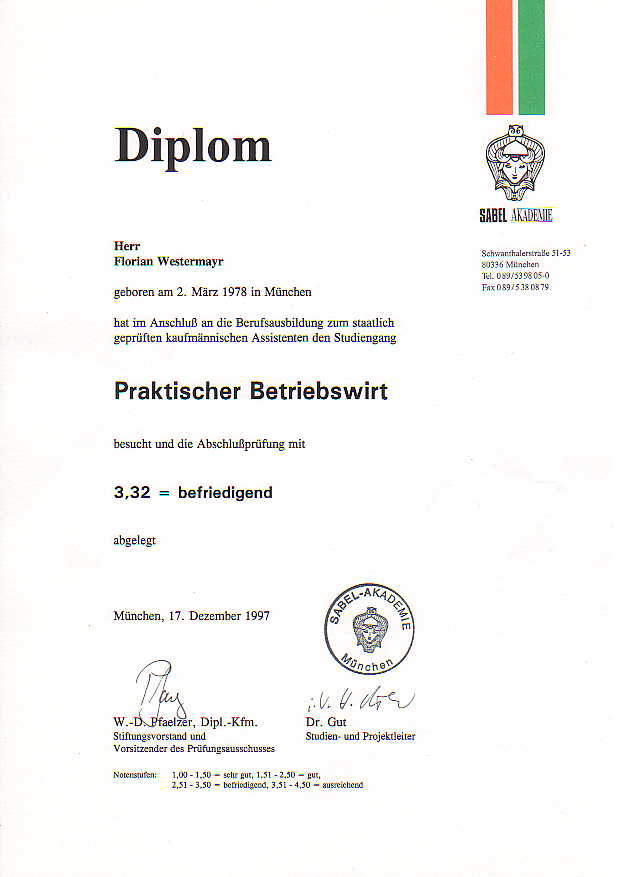 Diplom
SABEL AKADEMIE
Schwanthalerstraße 51-53
80336 München
Tel. 089/53 98 05-0
Fax 089/5 38 08 79
Herr
Florian Westermayr
geboren am 2. März 1978 in München
hat im Anschluß an die Berufsausbildung zum staatlich
geprüften kaufmännischen Assistenten den Studiengang
Praktischer Betriebswirt
besucht und die Abschlußprüfung mit
3,32 = befriedigend
abgelegt
München, 17. Dezember 1997
SABEL-AKADEMIE
München
i.V.
W.-D. Pfaelzer, Dipl.-Kfm.
Stiftungsvorstand und
Vorsitzender des Prüfungsausschusses
Dr. Gut
Studien- und Projektleiter
Notenstufen: 1,00 - 1,50 = sehr gut, 1,51 - 2,50 = gut,
2,51 - 3,50 = befriedigend, 3,51 - 4,50 = ausreichend